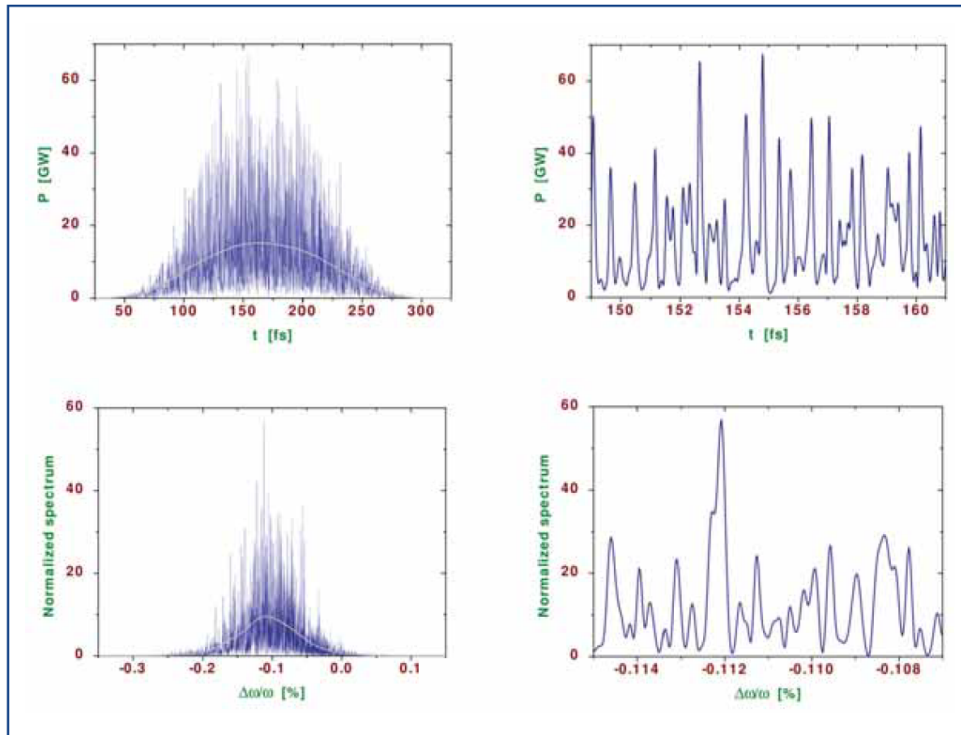 60
40
20
0
P [GW]
50 100 150 200 250 300
t [fs]
60
40
20
0
P [GW]
150 152 154 156 158 160
t [fs]
60
40
20
0
Normalized spectrum
-0.3 -0.2 -0.1 0.0 0.1
Δω/ω [%]
60
40
20
0
Normalized spectrum
-0.114 -0.112 -0.110 -0.108
Δω/ω [%]